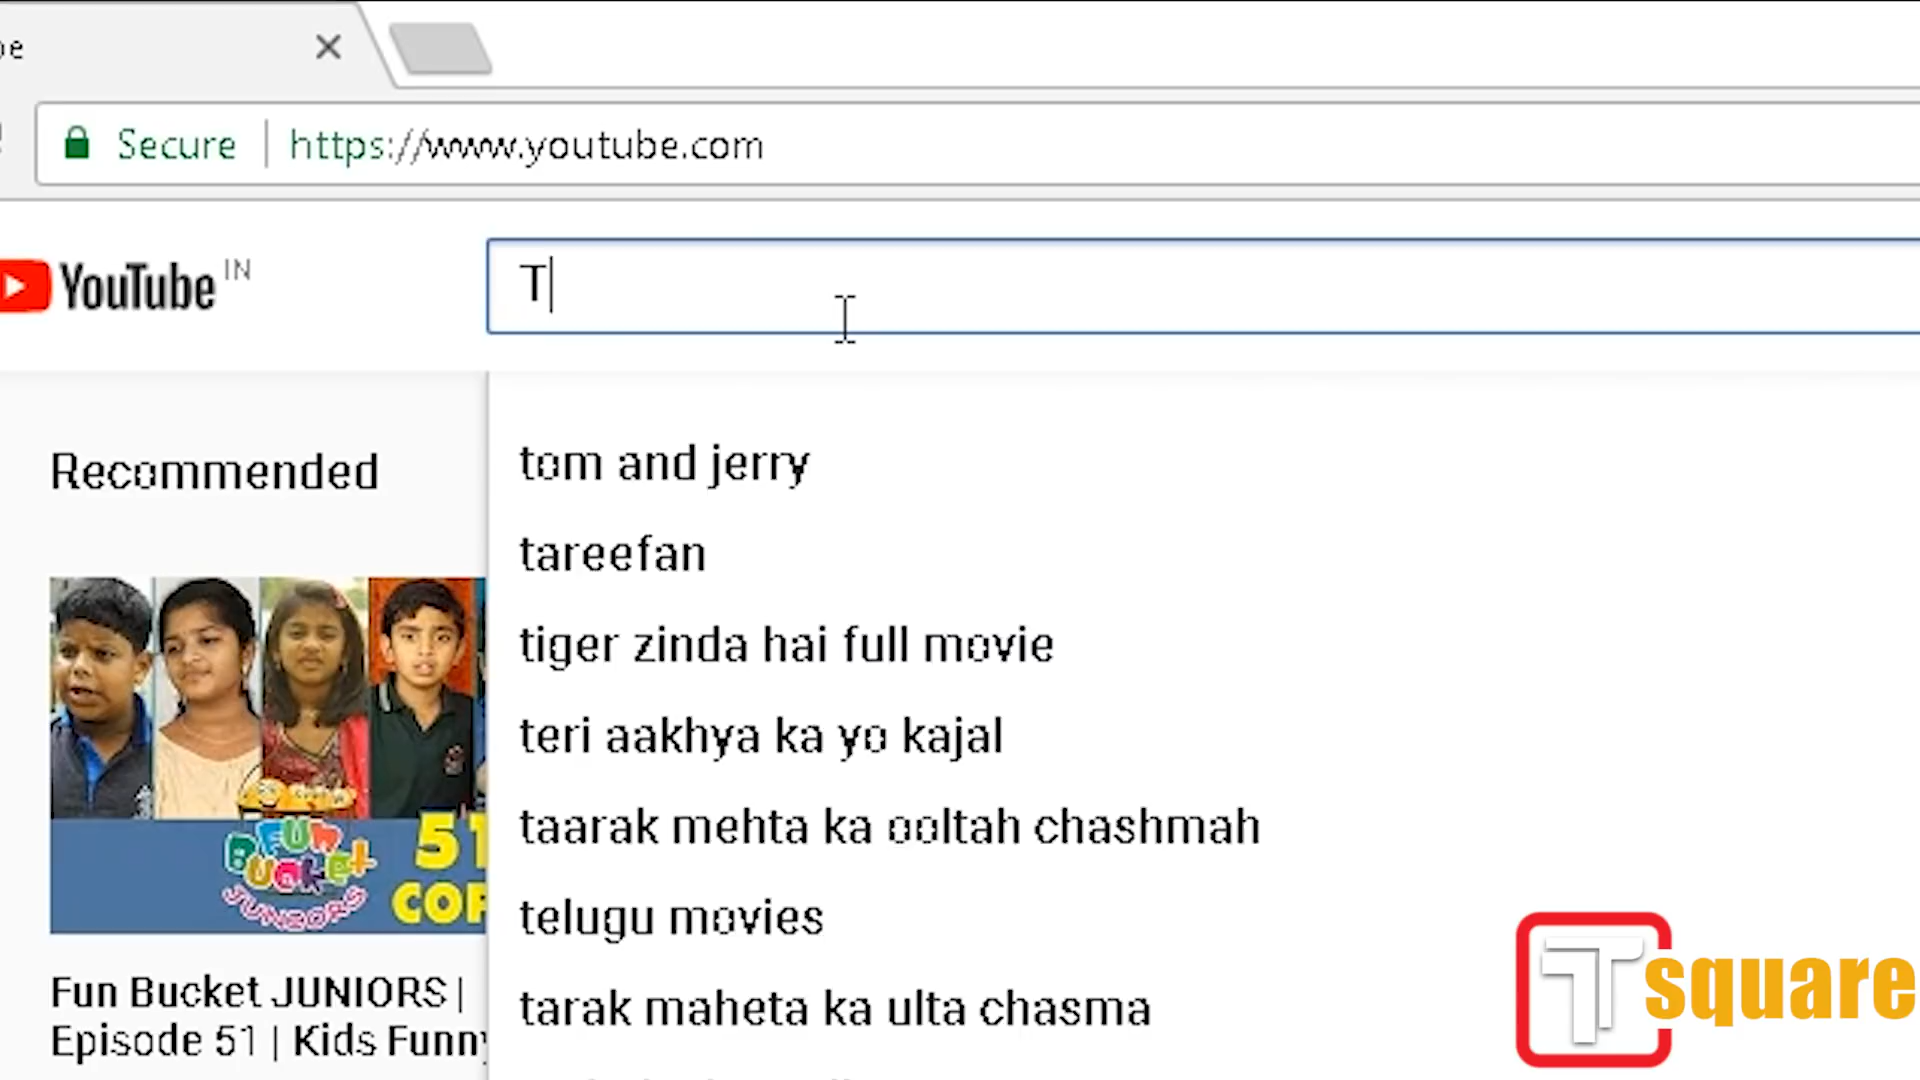 Secure | https://www.youtube.com
YouTube IN
T
Recommended
tom and jerry
tareefan
tiger zinda hai full movie
teri aakhya ka yo kajal
taarak mehta ka ooltah chashmah
telugu movies
tarak maheta ka ulta chasma
FUN BUCKET JUNIORS
51
Fun Bucket JUNIORS |
Episode 51 | Kids Funny
T square